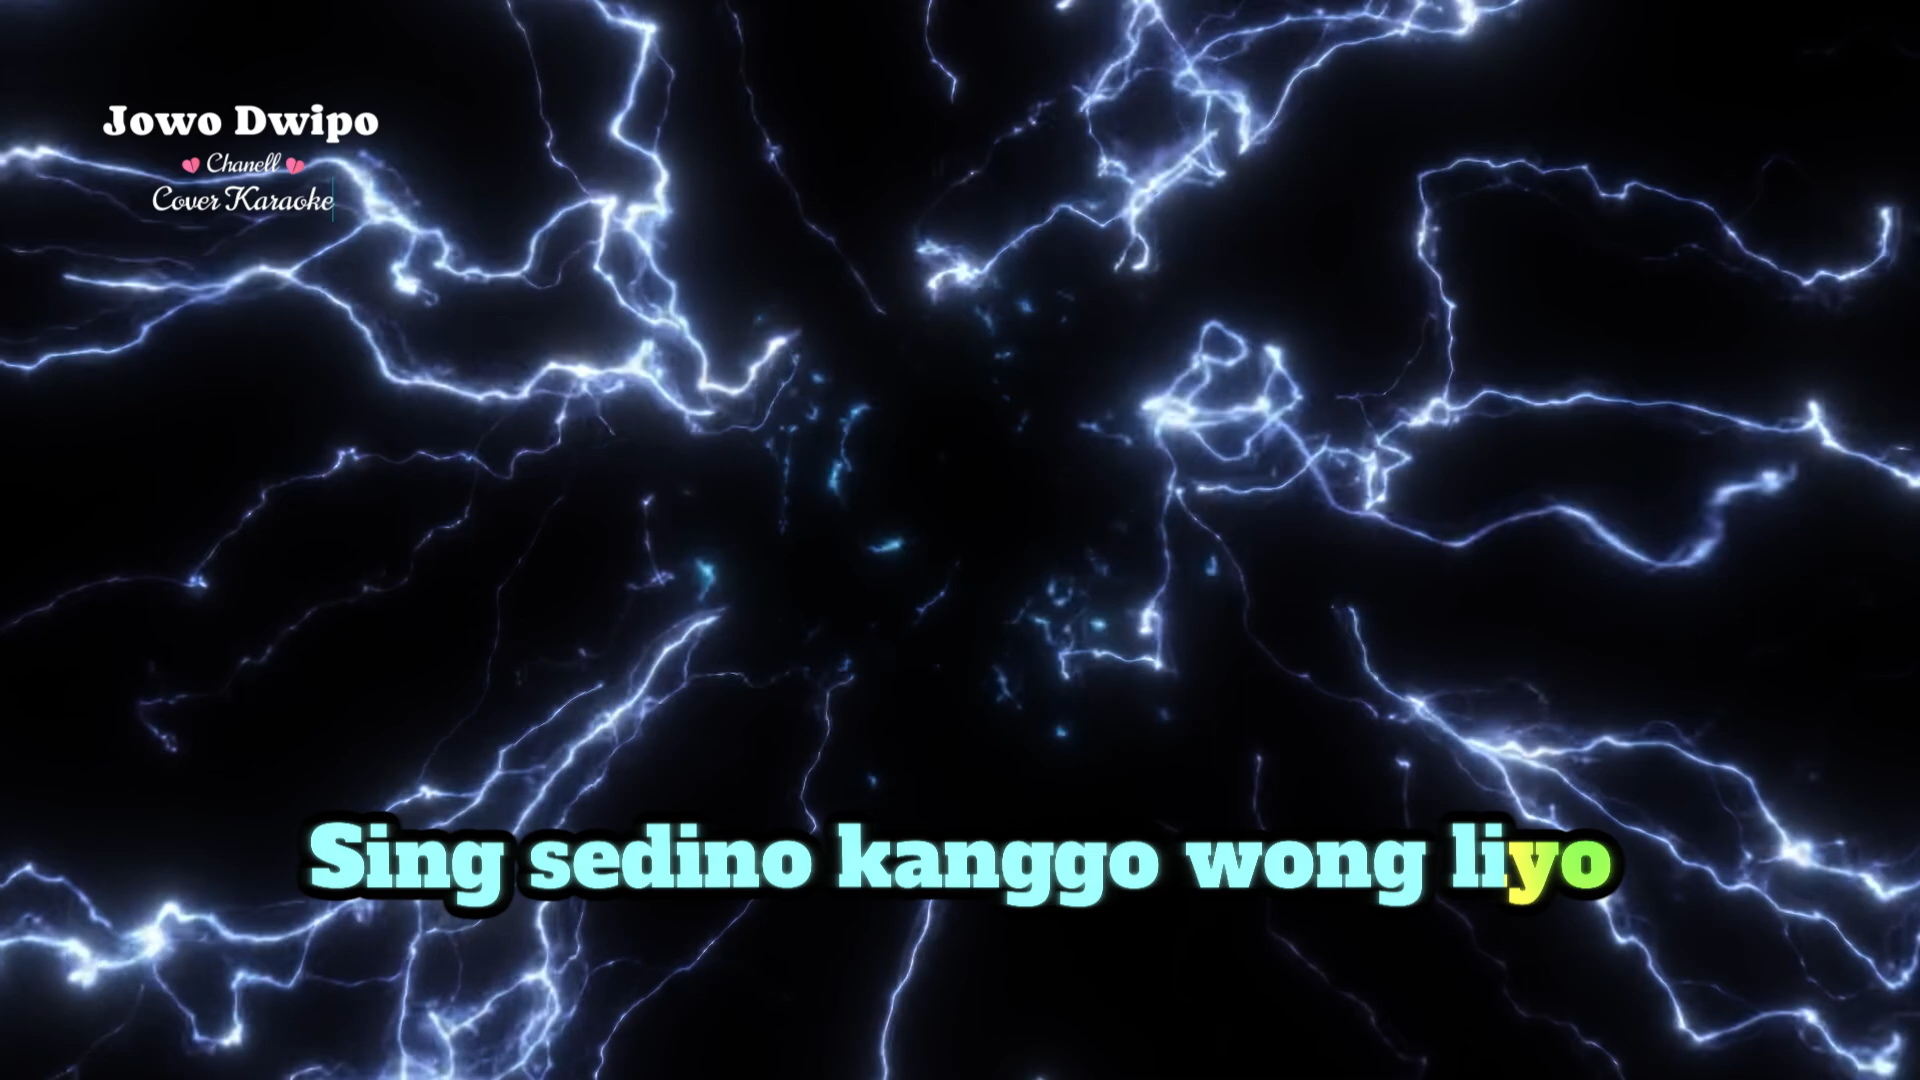 Jowo Dwipo
💔 Chanell 💔
Cover Karaoke
Sing sedino kanggo wong liyo